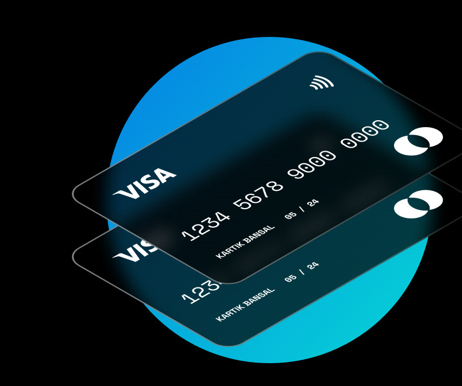 VISA
1234 5678 9000 0000
KARTIK BANSAL 05 / 24
VIS
123
KARTIK BANSAL 05 / 24